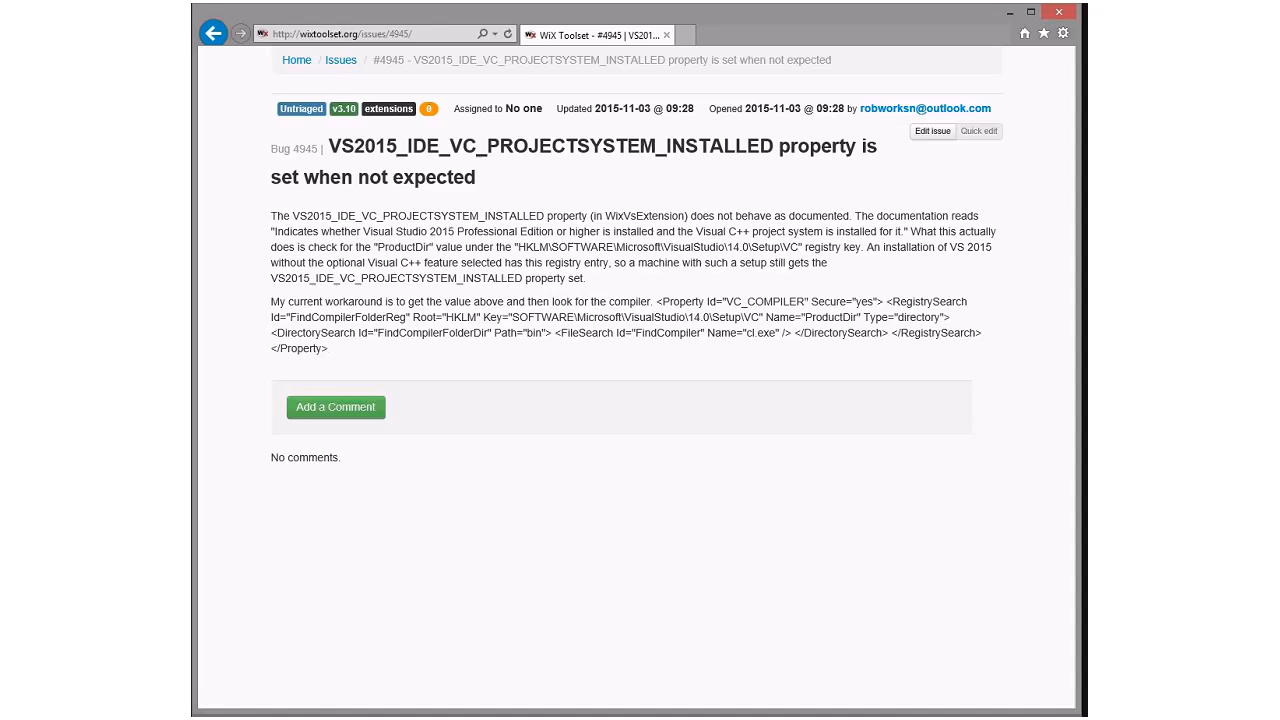 http://wixtoolset.org/issues/4945/
WiX Toolset - #4945 | VS201...
Home / Issues / #4945 - VS2015_IDE_VC_PROJECTSYSTEM_INSTALLED property is set when not expected
Untriaged v3.10 extensions 0 Assigned to No one Updated 2015-11-03 @ 09:28 Opened 2015-11-03 @ 09:28 by robworksn@outlook.com
Edit issue Quick edit
Bug 4945 | VS2015_IDE_VC_PROJECTSYSTEM_INSTALLED property is
set when not expected
The VS2015_IDE_VC_PROJECTSYSTEM_INSTALLED property (in WixVsExtension) does not behave as documented. The documentation reads
"Indicates whether Visual Studio 2015 Professional Edition or higher is installed and the Visual C++ project system is installed for it." What this actually
does is check for the "ProductDir" value under the "HKLM\SOFTWARE\Microsoft\VisualStudio\14.0\Setup\VC" registry key. An installation of VS 2015
without the optional Visual C++ feature selected has this registry entry, so a machine with such a setup still gets the
VS2015_IDE_VC_PROJECTSYSTEM_INSTALLED property set.
My current workaround is to get the value above and then look for the compiler. <Property Id="VC_COMPILER" Secure="yes"> <RegistrySearch
Id="FindCompilerFolderReg" Root="HKLM" Key="SOFTWARE\Microsoft\VisualStudio\14.0\Setup\VC" Name="ProductDir" Type="directory">
<DirectorySearch Id="FindCompilerFolderDir" Path="bin"> <FileSearch Id="FindCompiler" Name="cl.exe" /> </DirectorySearch> </RegistrySearch>
</Property>
Add a Comment
No comments.